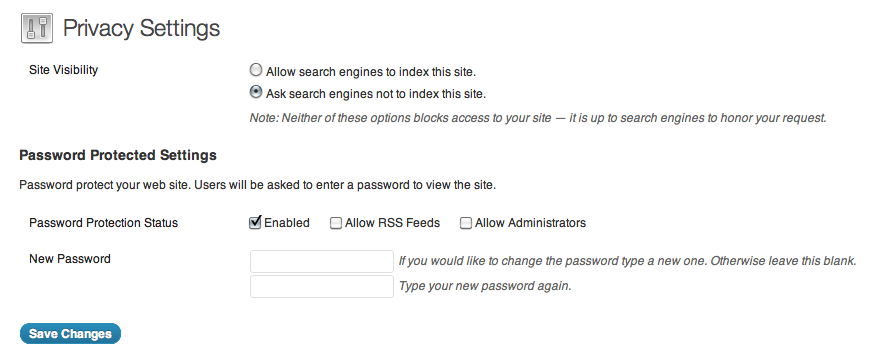 Privacy Settings
Site Visibility
Allow search engines to index this site.
Ask search engines not to index this site.
Note: Neither of these options blocks access to your site — it is up to search engines to honor your request.
Password Protected Settings
Password protect your web site. Users will be asked to enter a password to view the site.
Password Protection Status Enabled Allow RSS Feeds Allow Administrators
New Password If you would like to change the password type a new one. Otherwise leave this blank.
Type your new password again.
Save Changes